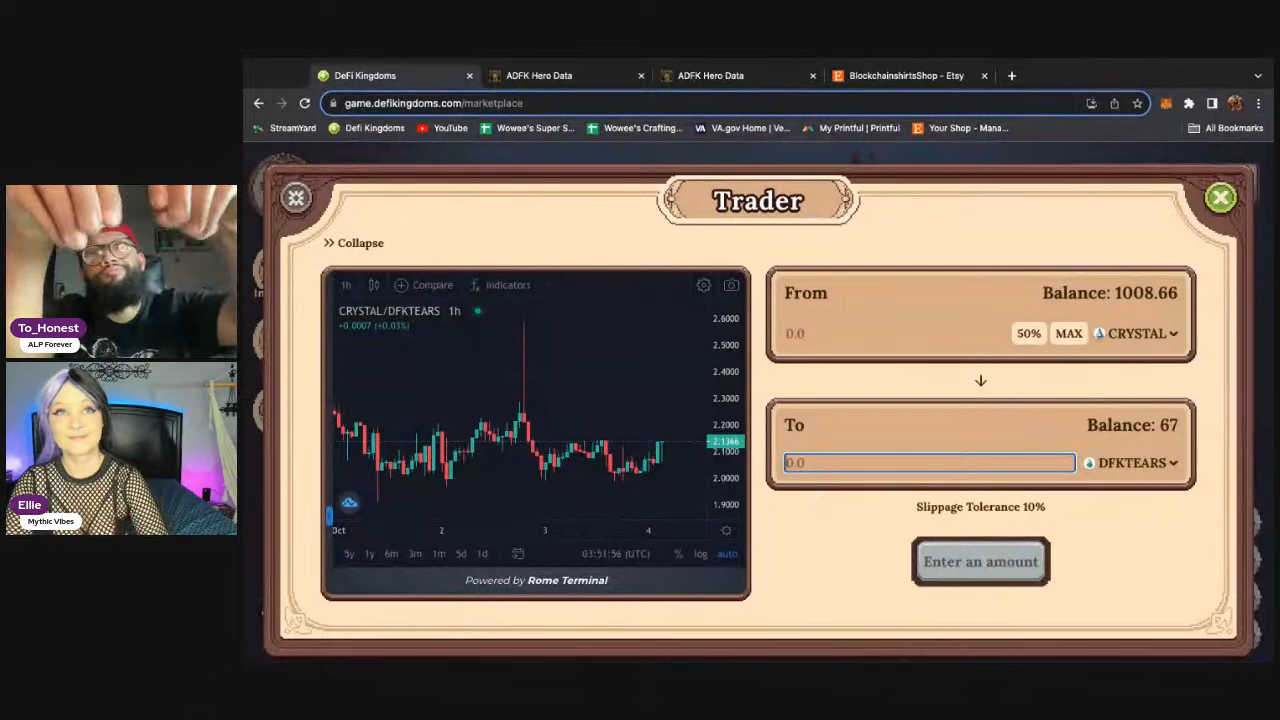 DeFi Kingdoms
ADFK Hero Data
ADFK Hero Data
BlockchainshirtsShop - Etsy
game.defikingdoms.com/marketplace
StreamYard
Defi Kingdoms
YouTube
Wowee's Super S...
Wowee's Crafting...
VA.gov Home | Ve...
My Printful | Printful
Your Shop - Mana...
All Bookmarks
Trader
>> Collapse
1h
Compare
Indicators
CRYSTAL/DFKTEARS 1h
+0.0007 (+0.03%)
2.6000
2.5000
2.4000
2.3000
2.2000
2.1366
2.1000
2.0000
1.9000
Oct
2
3
4
5y 1y 6m 3m 1m 5d 1d
03:51:56 (UTC)
% log auto
Powered by Rome Terminal
From
Balance: 1008.66
0.0
50%
MAX
CRYSTAL
To
Balance: 67
0.0
DFKTEARS
Slippage Tolerance 10%
Enter an amount
To_Honest
ALP Forever
Ellie
Mythic Vibes